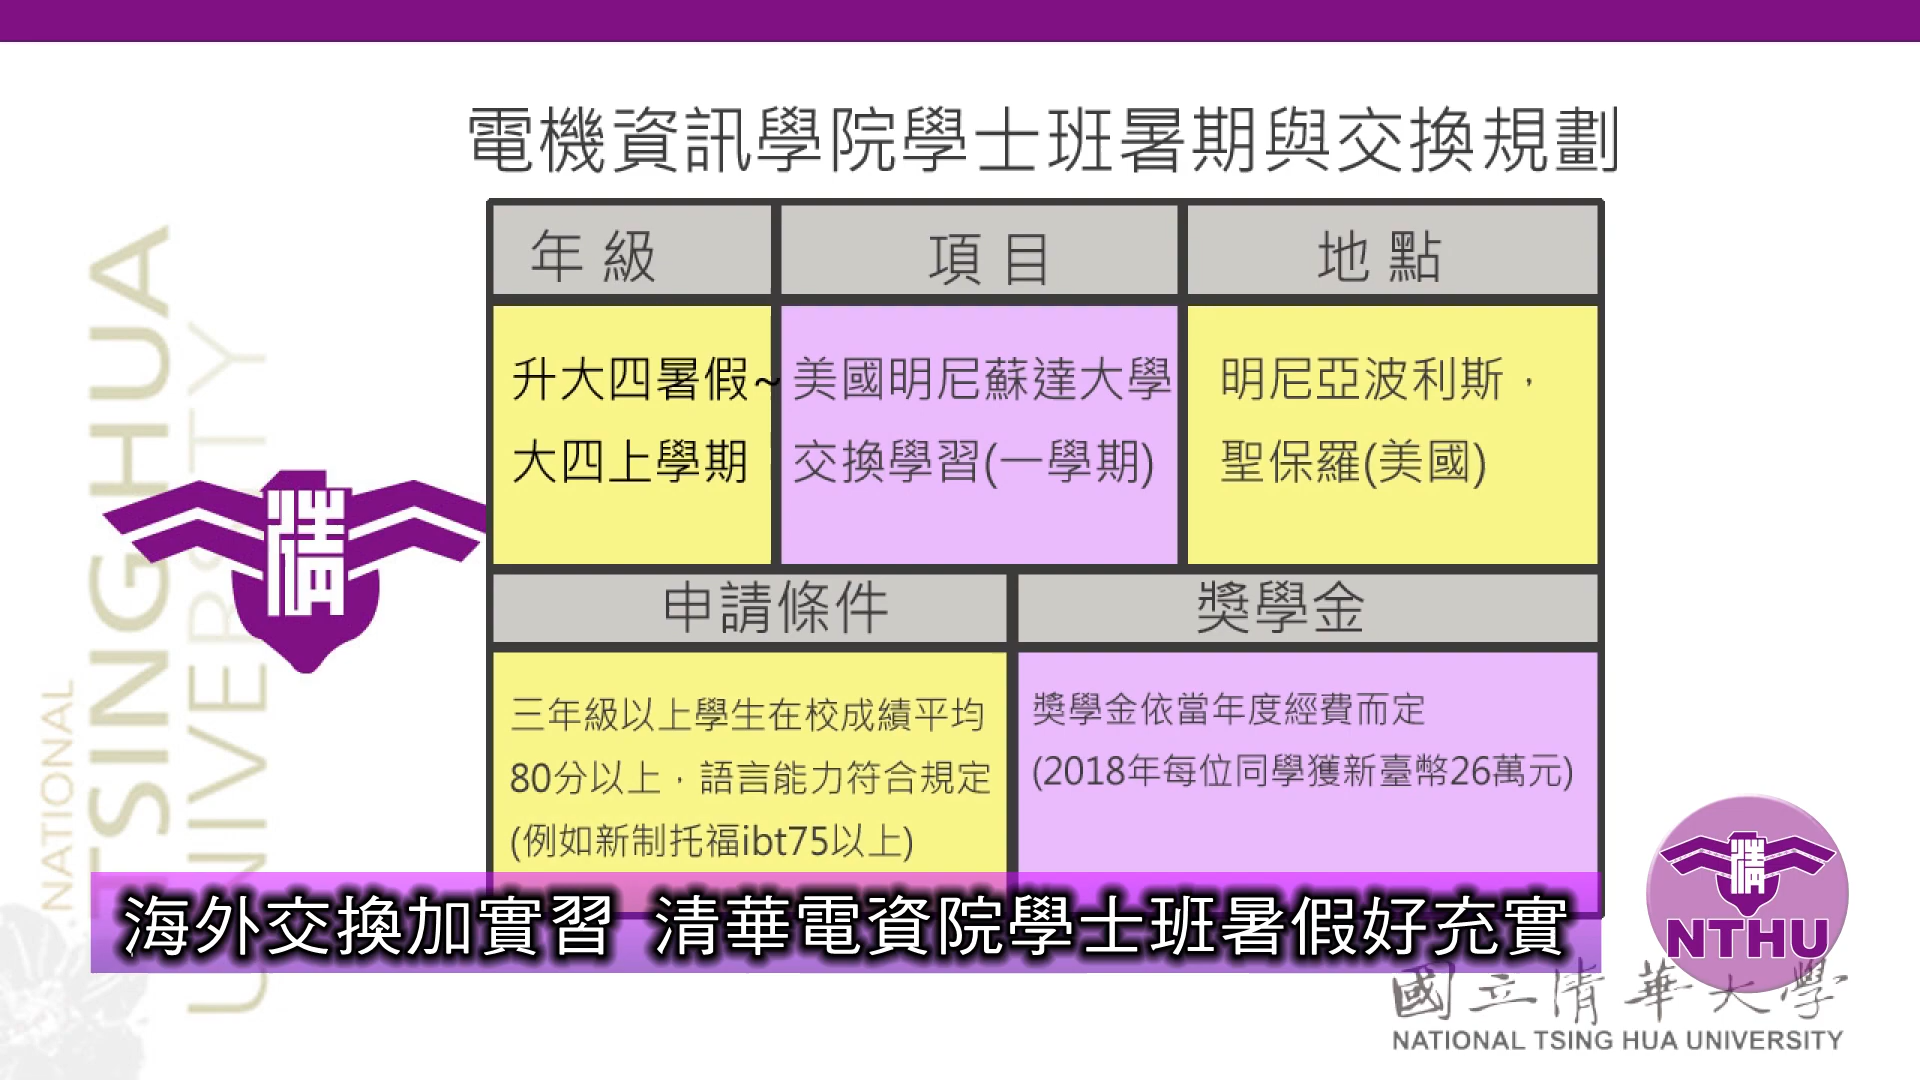 電機資訊學院學士班暑期與交換規劃
年級
項目
地點
升大四暑假~
大四上學期
美國明尼蘇達大學
交換學習(一學期)
明尼亞波利斯，
聖保羅(美國)
申請條件
獎學金
三年級以上學生在校成績平均
80分以上，語言能力符合規定
(例如新制托福ibt75以上)
獎學金依當年度經費而定
(2018年每位同學獲新臺幣26萬元)
海外交換加實習 清華電資院學士班暑假好充實
NATIONAL
TSING HUA
UNIVERSITY
清
清
NTHU
國立清華大學
NATIONAL TSING HUA UNIVERSITY